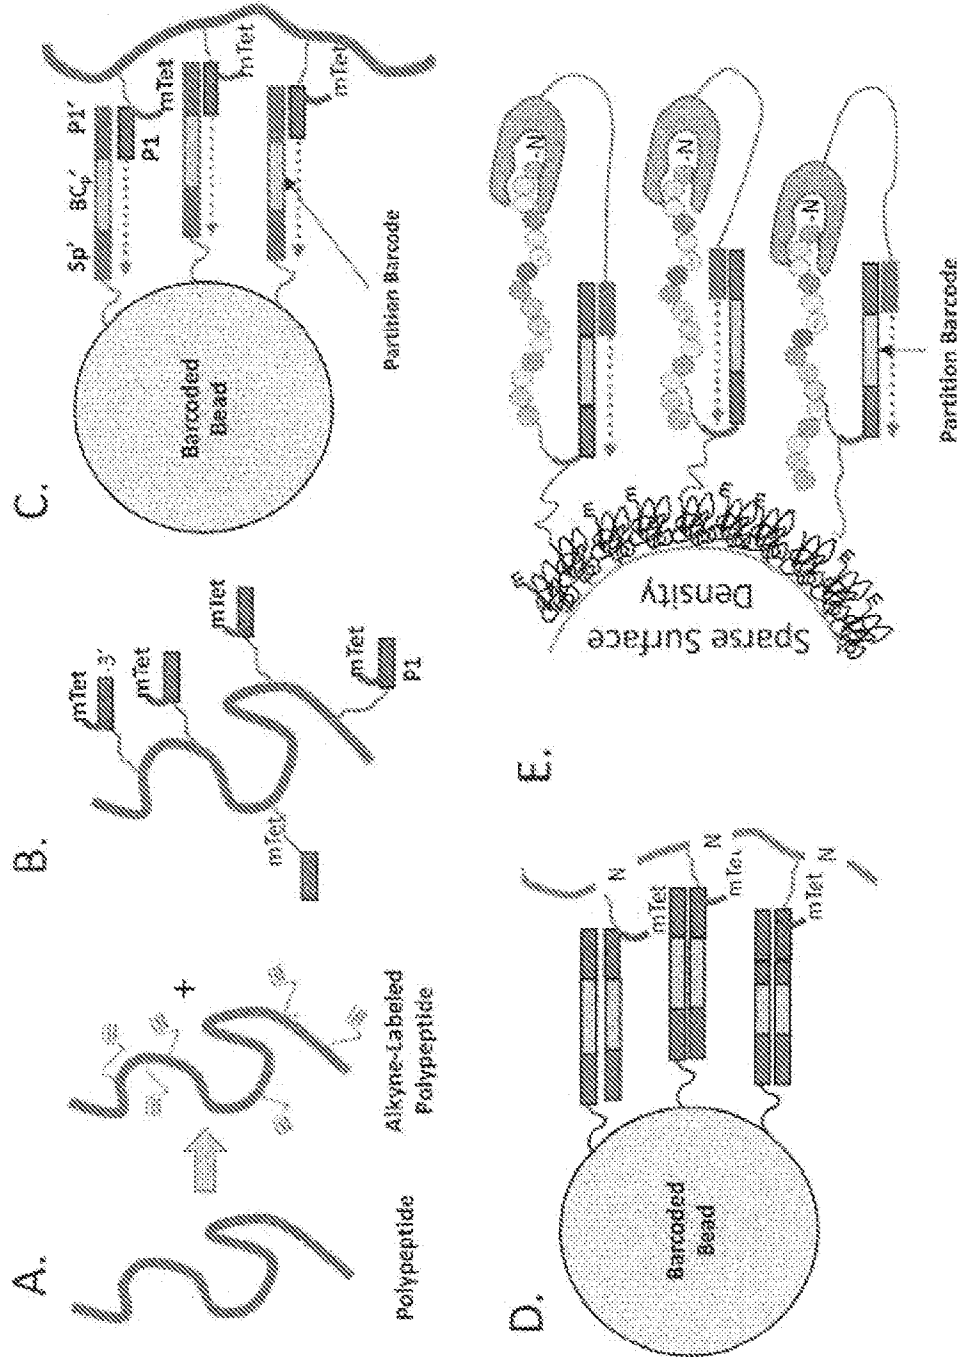 A.
Polypeptide
Alkyne-Labeled
Polypeptide
+
B.
mTet
3'
mTet
mTet
mTet
P1
mTet
C.
Sp'
BCp'
P1'
P1
mTet
mTet
mTet
Barcoded
Bead
Partition Barcode
D.
Barcoded
Bead
N
mTet
N
mTet
N
mTet
E.
Sparse Surface
Density
N
N
N
Partition Barcode